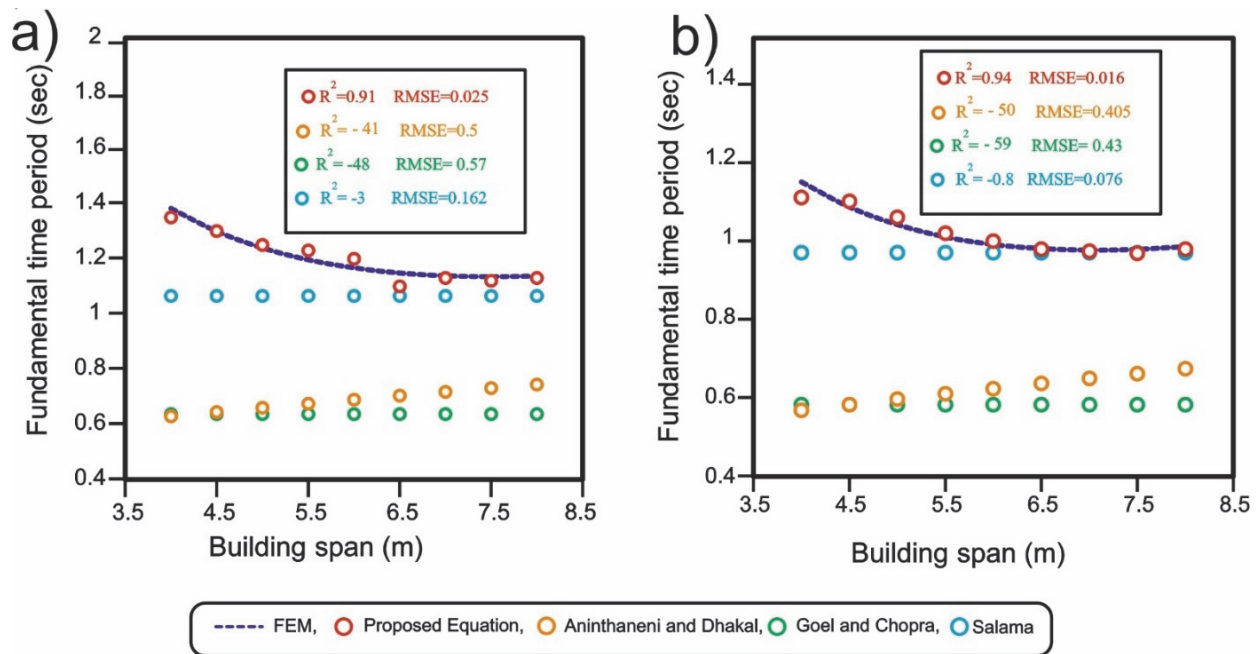 a)
Fundamental time period (sec)
2
1.8
1.6
1.4
1.2
1
0.8
0.6
0.4
3.5 4.5 5.5 6.5 7.5 8.5
Building span (m)
R²=0.91 RMSE=0.025
R²= - 41 RMSE=0.5
R²= -48 RMSE= 0.57
R²= -3 RMSE=0.162
b)
Fundamental time period (sec)
1.4
1.2
1
0.8
0.6
0.4
3.5 4.5 5.5 6.5 7.5 8.5
Building span (m)
R²=0.94 RMSE=0.016
R²= - 50 RMSE=0.405
R²= - 59 RMSE= 0.43
R²= -0.8 RMSE=0.076
FEM, Proposed Equation, Aninthaneni and Dhakal, Goel and Chopra, Salama